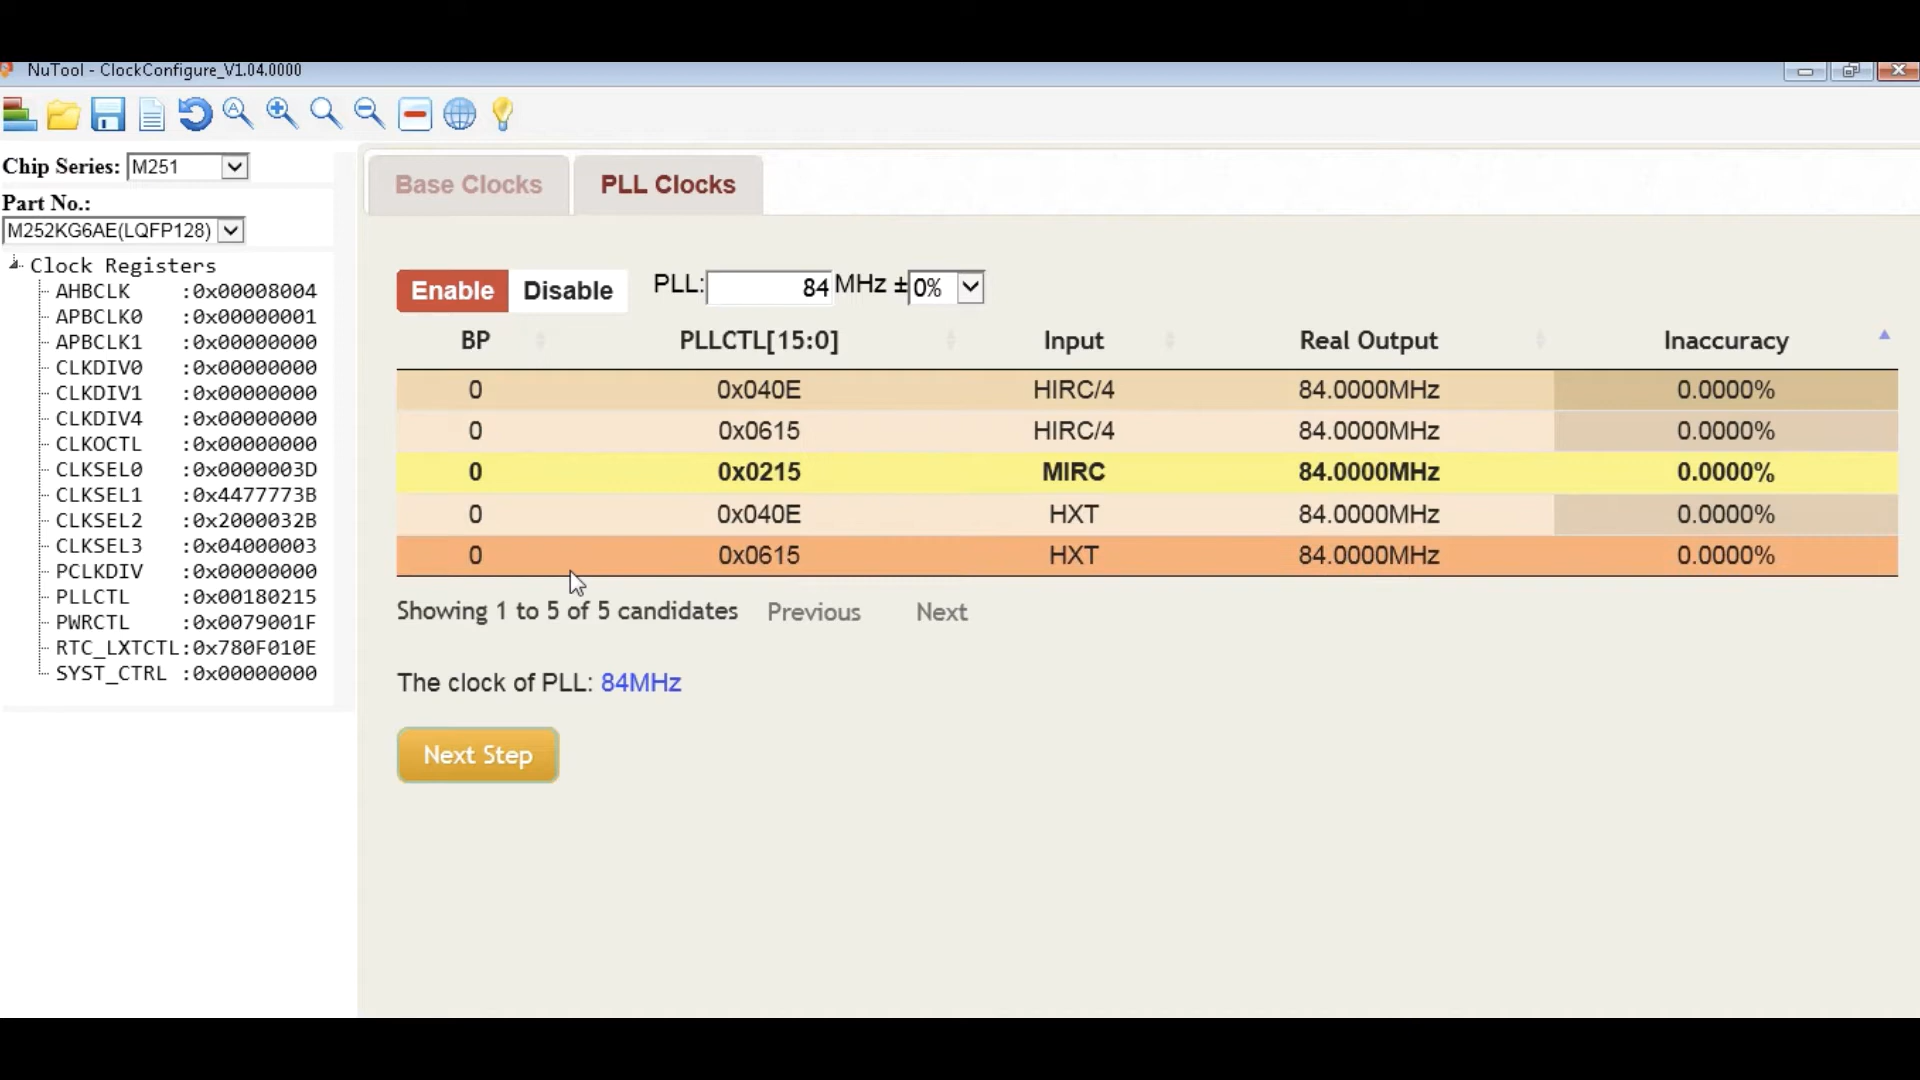 NuTool - ClockConfigure_V1.04.0000
Chip Series: M251
Part No.:
M252KG6AE(LQFP128)
Clock Registers
AHBCLK :0x00008004
APBCLK0 :0x00000001
APBCLK1 :0x00000000
CLKDIV0 :0x00000000
CLKDIV1 :0x00000000
CLKDIV4 :0x00000000
CLKOCTL :0x00000000
CLKSEL0 :0x0000003D
CLKSEL1 :0x4477773B
CLKSEL2 :0x2000032B
CLKSEL3 :0x04000003
PCLKDIV :0x00000000
PLLCTL :0x00180215
PWRCTL :0x0079001F
RTC_LXTCTL:0x780F010E
SYST_CTRL :0x00000000
Base Clocks PLL Clocks
Enable Disable PLL: 84 MHz ± 0%
BP PLLCTL[15:0] Input Real Output Inaccuracy
0 0x040E HIRC/4 84.0000MHz 0.0000%
0 0x0615 HIRC/4 84.0000MHz 0.0000%
0 0x0215 MIRC 84.0000MHz 0.0000%
0 0x040E HXT 84.0000MHz 0.0000%
0 0x0615 HXT 84.0000MHz 0.0000%
Showing 1 to 5 of 5 candidates Previous Next
The clock of PLL: 84MHz
Next Step